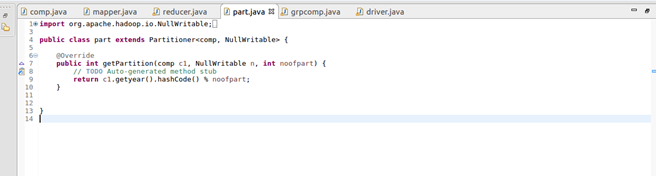 comp.java mapper.java reducer.java part.java grpcomp.java driver.java
1 import org.apache.hadoop.io.NullWritable;
3
4 public class part extends Partitioner<comp, NullWritable> {
5
6 @Override
7 public int getPartition(comp c1, NullWritable n, int noofpart) {
8 // TODO Auto-generated method stub
9 return c1.getyear().hashCode() % noofpart;
10 }
11
12
13 }
14